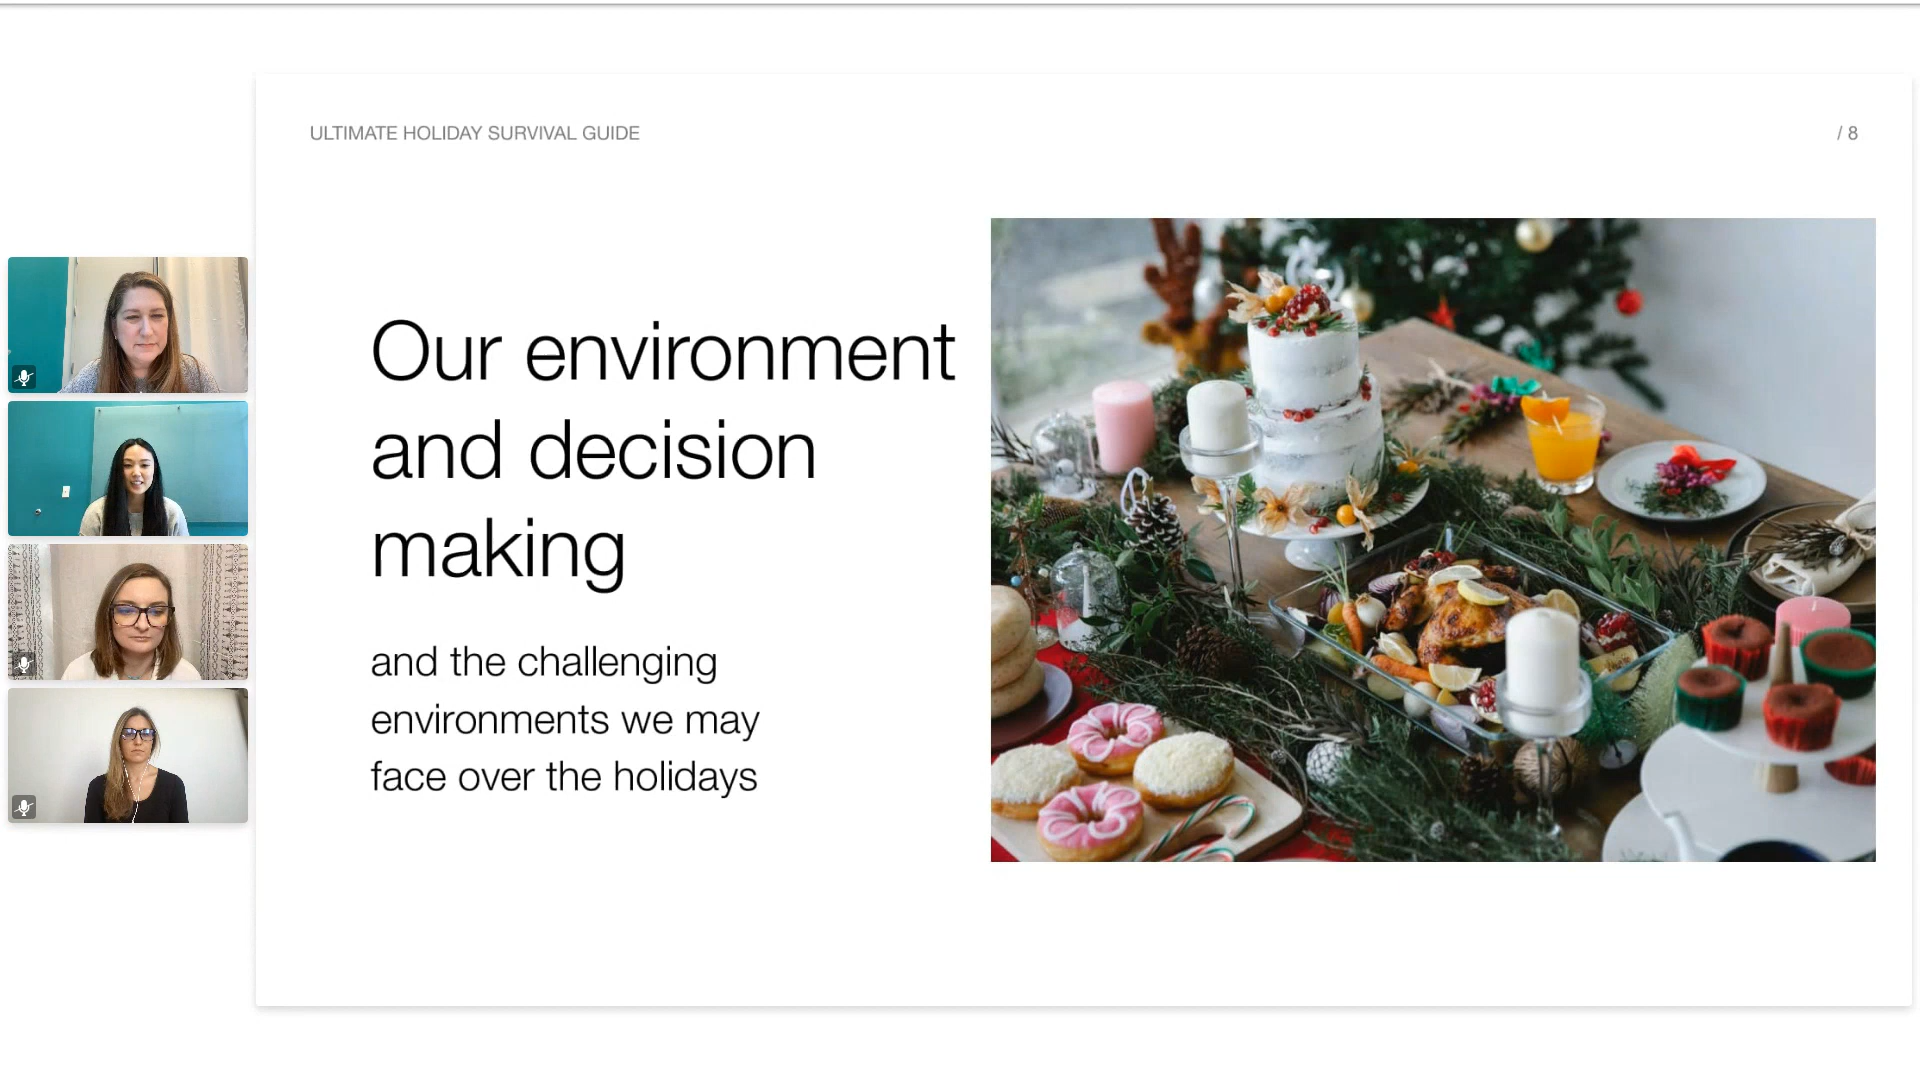 ULTIMATE HOLIDAY SURVIVAL GUIDE
/ 8
Our environment
and decision
making
and the challenging
environments we may
face over the holidays